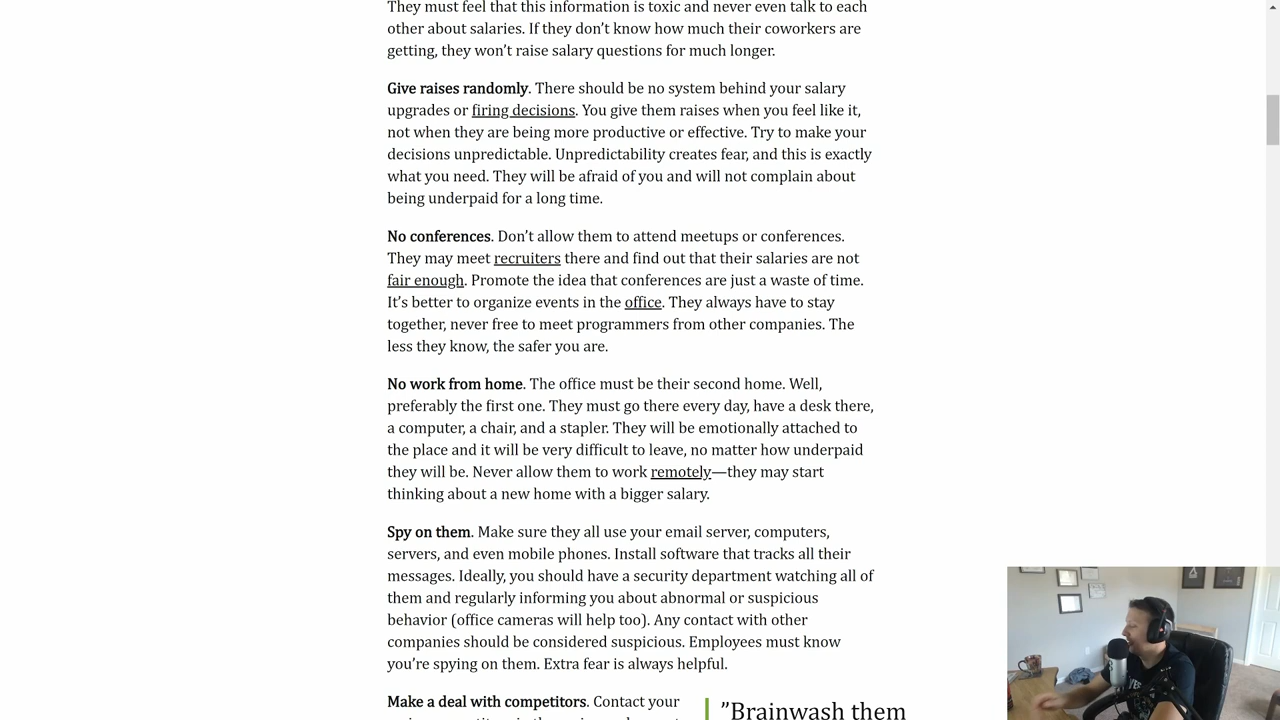 They must feel that this information is toxic and never even talk to each
other about salaries. If they don’t know how much their coworkers are
getting, they won’t raise salary questions for much longer.
Give raises randomly. There should be no system behind your salary
upgrades or firing decisions. You give them raises when you feel like it,
not when they are being more productive or effective. Try to make your
decisions unpredictable. Unpredictability creates fear, and this is exactly
what you need. They will be afraid of you and will not complain about
being underpaid for a long time.
No conferences. Don’t allow them to attend meetups or conferences.
They may meet recruiters there and find out that their salaries are not
fair enough. Promote the idea that conferences are just a waste of time.
It’s better to organize events in the office. They always have to stay
together, never free to meet programmers from other companies. The
less they know, the safer you are.
No work from home. The office must be their second home. Well,
preferably the first one. They must go there every day, have a desk there,
a computer, a chair, and a stapler. They will be emotionally attached to
the place and it will be very difficult to leave, no matter how underpaid
they will be. Never allow them to work remotely—they may start
thinking about a new home with a bigger salary.
Spy on them. Make sure they all use your email server, computers,
servers, and even mobile phones. Install software that tracks all their
messages. Ideally, you should have a security department watching all of
them and regularly informing you about abnormal or suspicious
behavior (office cameras will help too). Any contact with other
companies should be considered suspicious. Employees must know
you’re spying on them. Extra fear is always helpful.
Make a deal with competitors. Contact your
”Brainwash them